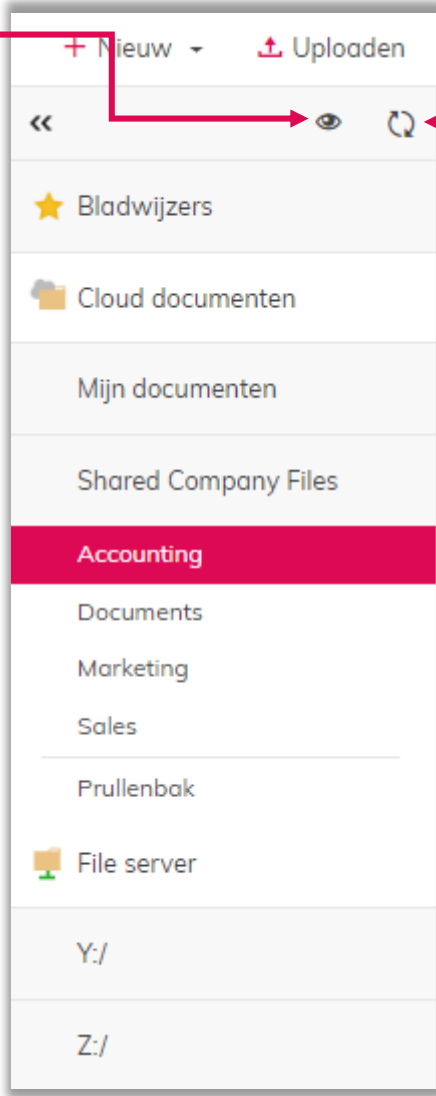 + Nieuw Uploaden
«
Bladwijzers
Cloud documenten
Mijn documenten
Shared Company Files
Accounting
Documents
Marketing
Sales
Prullenbak
File server
Y:/
Z:/